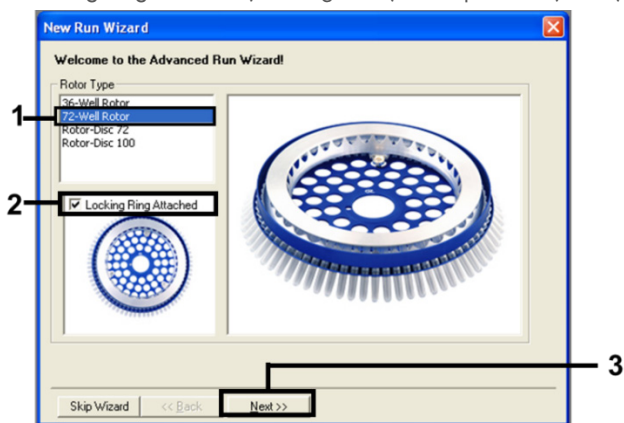 New Run Wizard
Welcome to the Advanced Run Wizard!
Rotor Type
36-Well Rotor
1
72-Well Rotor
Rotor-Disc 72
Rotor-Disc 100
2
Locking Ring Attached
3
Skip Wizard
<< Back
Next >>